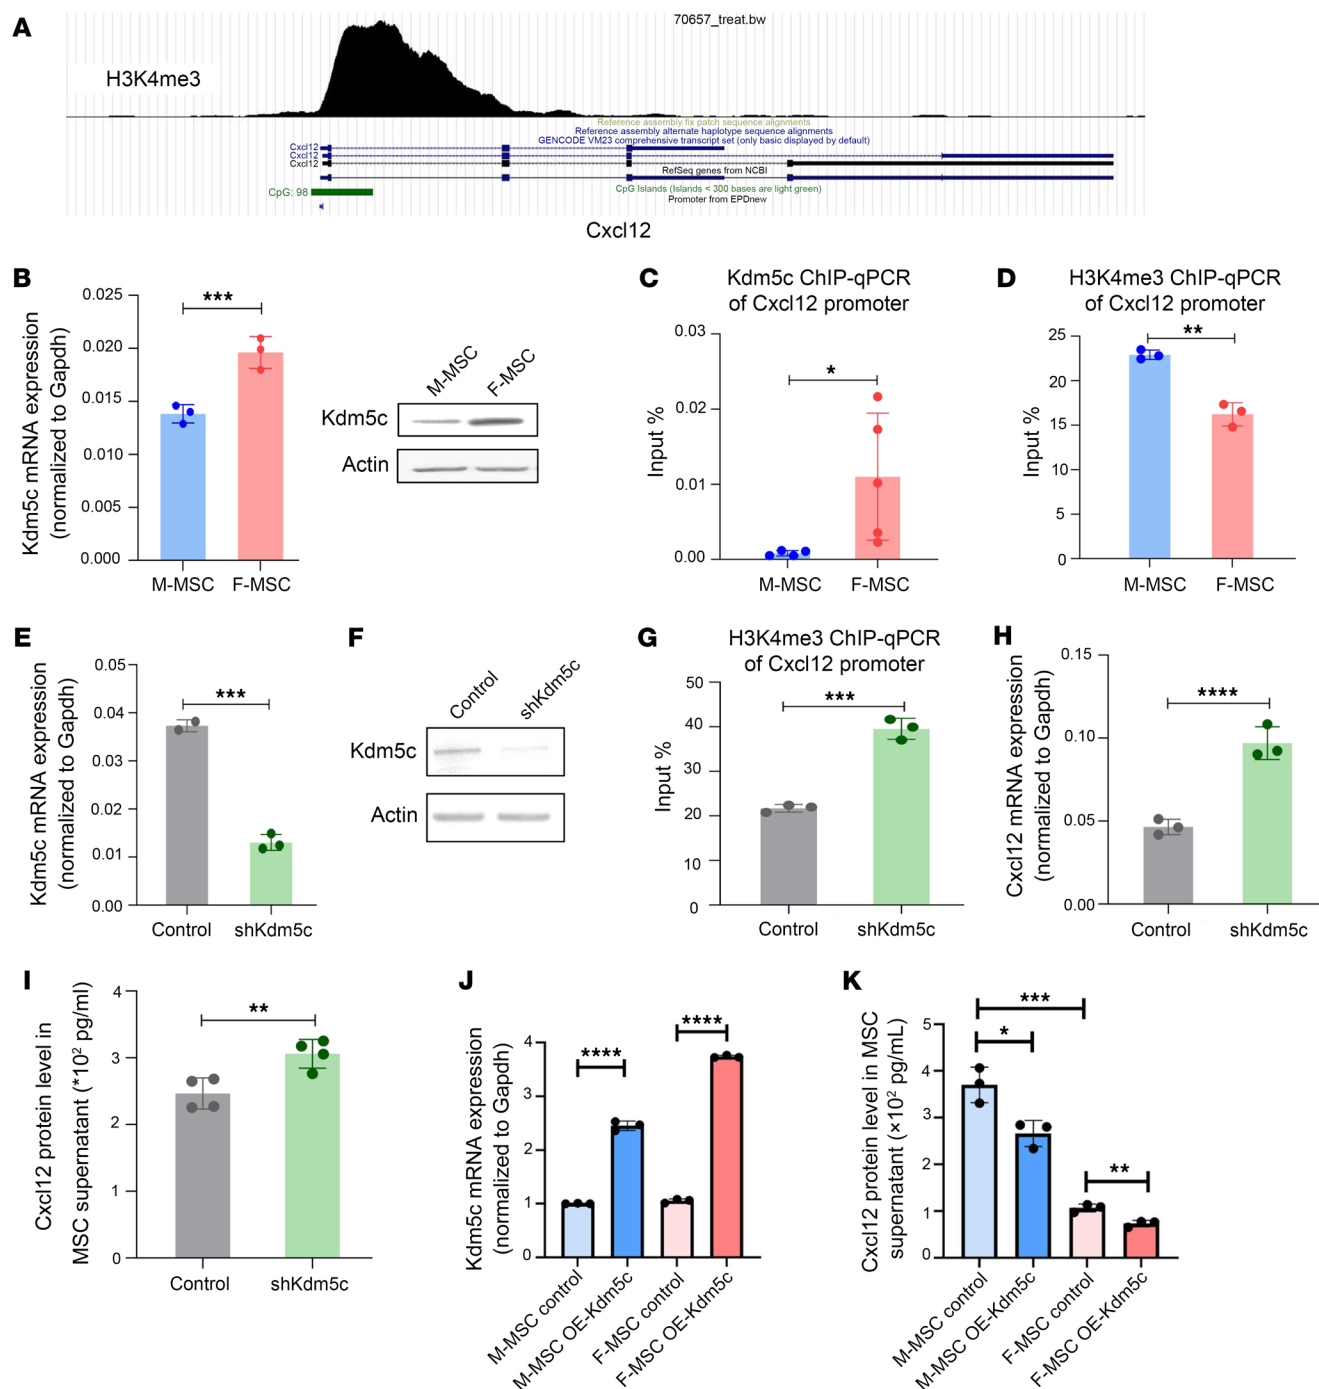 A
70657_treat.bw
H3K4me3
Reference assembly fix patch sequence alignments
Reference assembly alternate haplotype sequence alignments
GENCODE VM23 comprehensive transcript set (only basic displayed by default)
Cxcl12
Cxcl12
Cxcl12
RefSeq genes from NCBI
CpG: 98
CpG Islands (Islands < 300 bases are light green)
Promoter from EPDnew
Cxcl12
B
Kdm5c mRNA expression
(normalized to Gapdh)
0.025
0.020
0.015
0.010
0.005
0.000
***
M-MSC
F-MSC
M-MSC
F-MSC
Kdm5c
Actin
C
Kdm5c ChIP-qPCR
of Cxcl12 promoter
Input %
0.03
0.02
0.01
0.00
*
M-MSC
F-MSC
D
H3K4me3 ChIP-qPCR
of Cxcl12 promoter
Input %
25
20
15
10
5
0
**
M-MSC
F-MSC
E
Kdm5c mRNA expression
(normalized to Gapdh)
0.05
0.04
0.03
0.02
0.01
0.00
***
Control
shKdm5c
F
Control
shKdm5c
Kdm5c
Actin
G
H3K4me3 ChIP-qPCR
of Cxcl12 promoter
Input %
50
40
30
20
10
0
***
Control
shKdm5c
H
Cxcl12 mRNA expression
(normalized to Gapdh)
0.15
0.10
0.05
0.00
****
Control
shKdm5c
I
Cxcl12 protein level in
MSC supernatant (*10² pg/ml)
4
3
2
1
0
**
Control
shKdm5c
J
Kdm5c mRNA expression
(normalized to Gapdh)
4
3
2
1
0
****
****
M-MSC control
M-MSC OE-Kdm5c
F-MSC control
F-MSC OE-Kdm5c
K
Cxcl12 protein level in MSC
supernatant (×10² pg/mL)
5
4
3
2
1
0
***
*
**
M-MSC control
M-MSC OE-Kdm5c
F-MSC control
F-MSC OE-Kdm5c